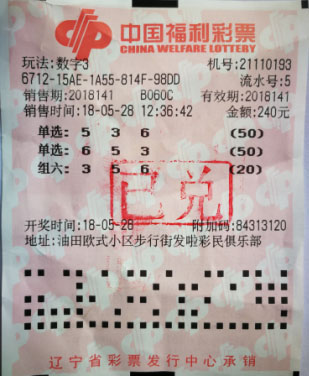 中国福利彩票
CHINA WELFARE LOTTERY
玩法:数字3 机号:21110193
6712-15AE-1A55-814F-98DD 流水号:5
销售期:2018141 B060C 有效期:2018141
销售时间:18-05-28 12:36:42 金额:240元
单选: 5 3 6 (50)
单选: 6 5 3 (50)
组六: 3 5 6 (20)
已兑
开奖时间:18-05-28 附加码:84313120
地址:油田欧式小区步行街发啦彩民俱乐部
辽宁省彩票发行中心承销